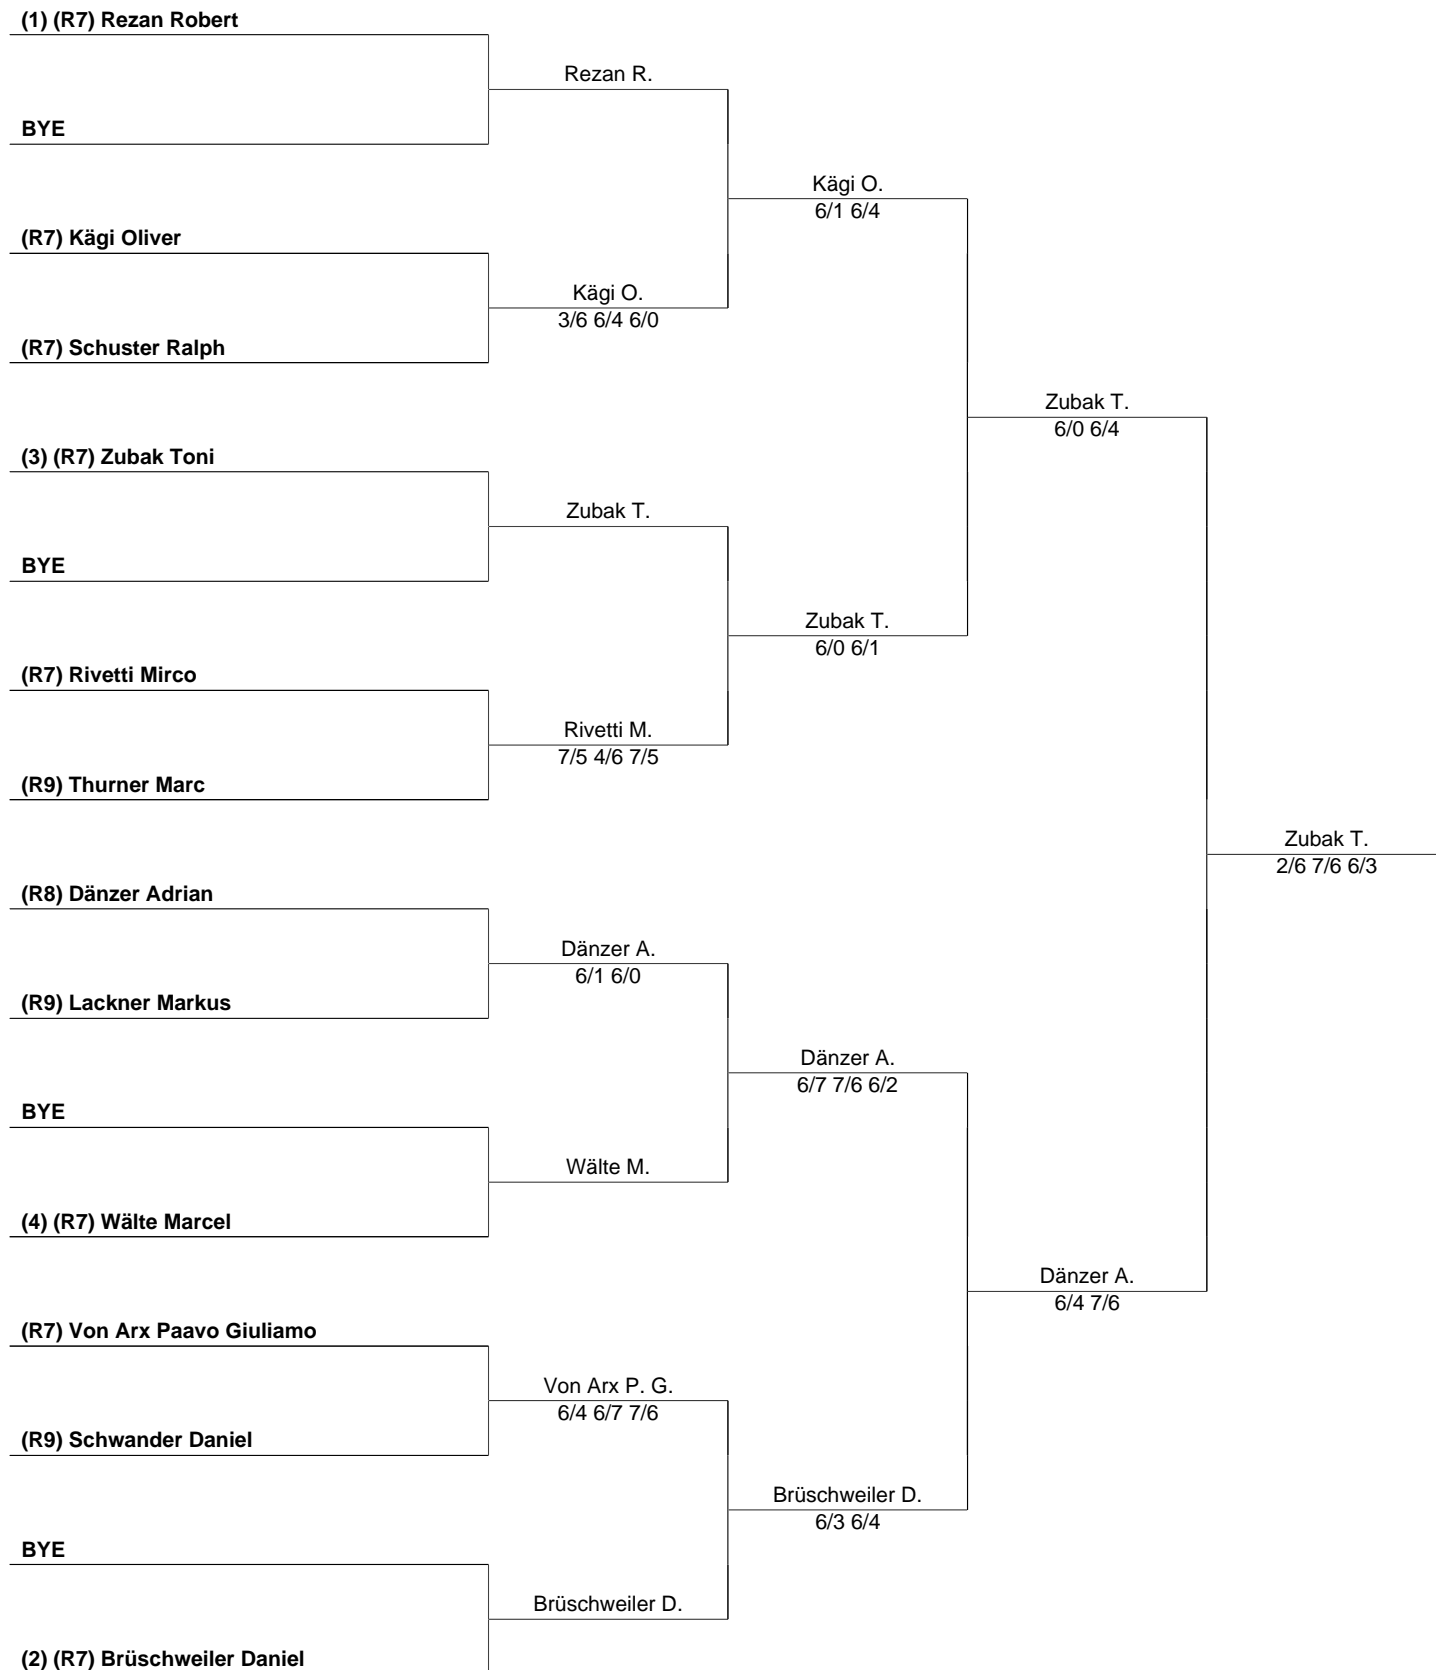 (1) (R7) Rezan Robert
Rezan R.
BYE
Kägi O.
6/1 6/4
(R7) Kägi Oliver
Kägi O.
3/6 6/4 6/0
(R7) Schuster Ralph
Zubak T.
6/0 6/4
(3) (R7) Zubak Toni
Zubak T.
BYE
Zubak T.
6/0 6/1
(R7) Rivetti Mirco
Rivetti M.
7/5 4/6 7/5
(R9) Thurner Marc
Zubak T.
2/6 7/6 6/3
(R8) Dänzer Adrian
Dänzer A.
6/1 6/0
(R9) Lackner Markus
Dänzer A.
6/7 7/6 6/2
BYE
Wälte M.
(4) (R7) Wälte Marcel
Dänzer A.
6/4 7/6
(R7) Von Arx Paavo Giuliamo
Von Arx P. G.
6/4 6/7 7/6
(R9) Schwander Daniel
Brüschweiler D.
6/3 6/4
BYE
Brüschweiler D.
(2) (R7) Brüschweiler Daniel